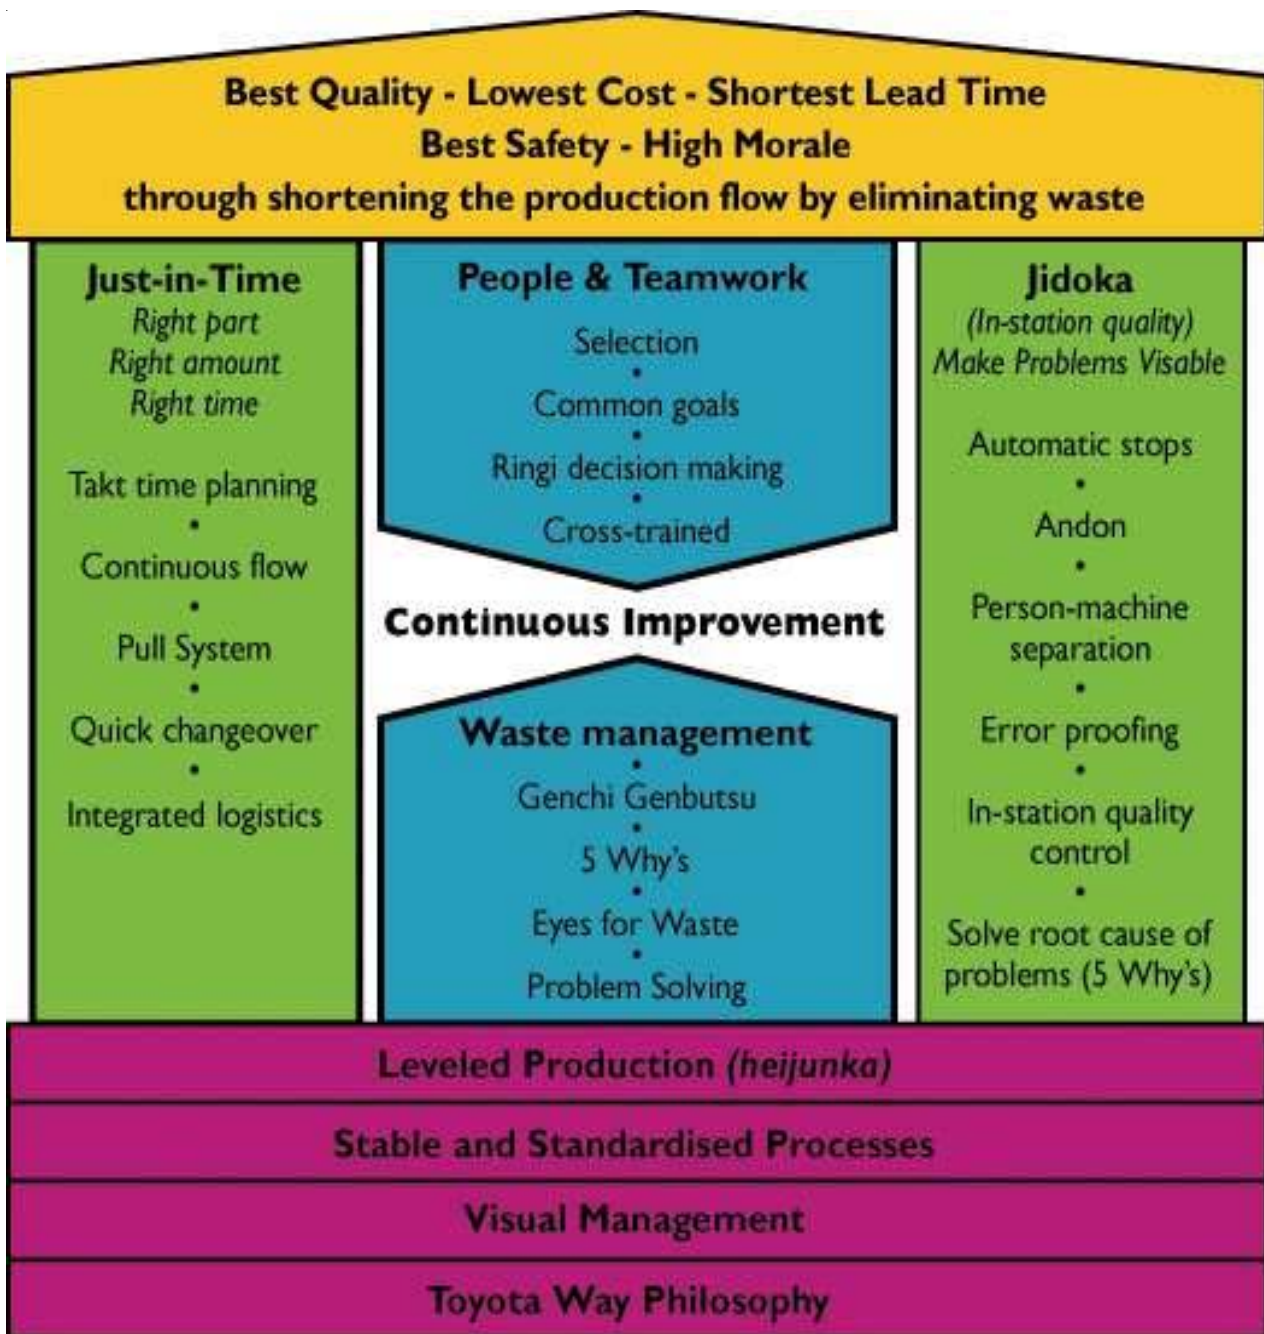 Best Quality - Lowest Cost - Shortest Lead Time
Best Safety - High Morale
through shortening the production flow by eliminating waste
Just-in-Time
Right part
Right amount
Right time
Takt time planning
•
Continuous flow
•
Pull System
•
Quick changeover
•
Integrated logistics
People & Teamwork
Selection
•
Common goals
•
Ringi decision making
•
Cross-trained
Continuous Improvement
Waste management
•
Genchi Genbutsu
•
5 Why's
•
Eyes for Waste
•
Problem Solving
Jidoka
(In-station quality)
Make Problems Visable
Automatic stops
•
Andon
•
Person-machine
separation
•
Error proofing
•
In-station quality
control
•
Solve root cause of
problems (5 Why's)
Leveled Production (heijunka)
Stable and Standardised Processes
Visual Management
Toyota Way Philosophy